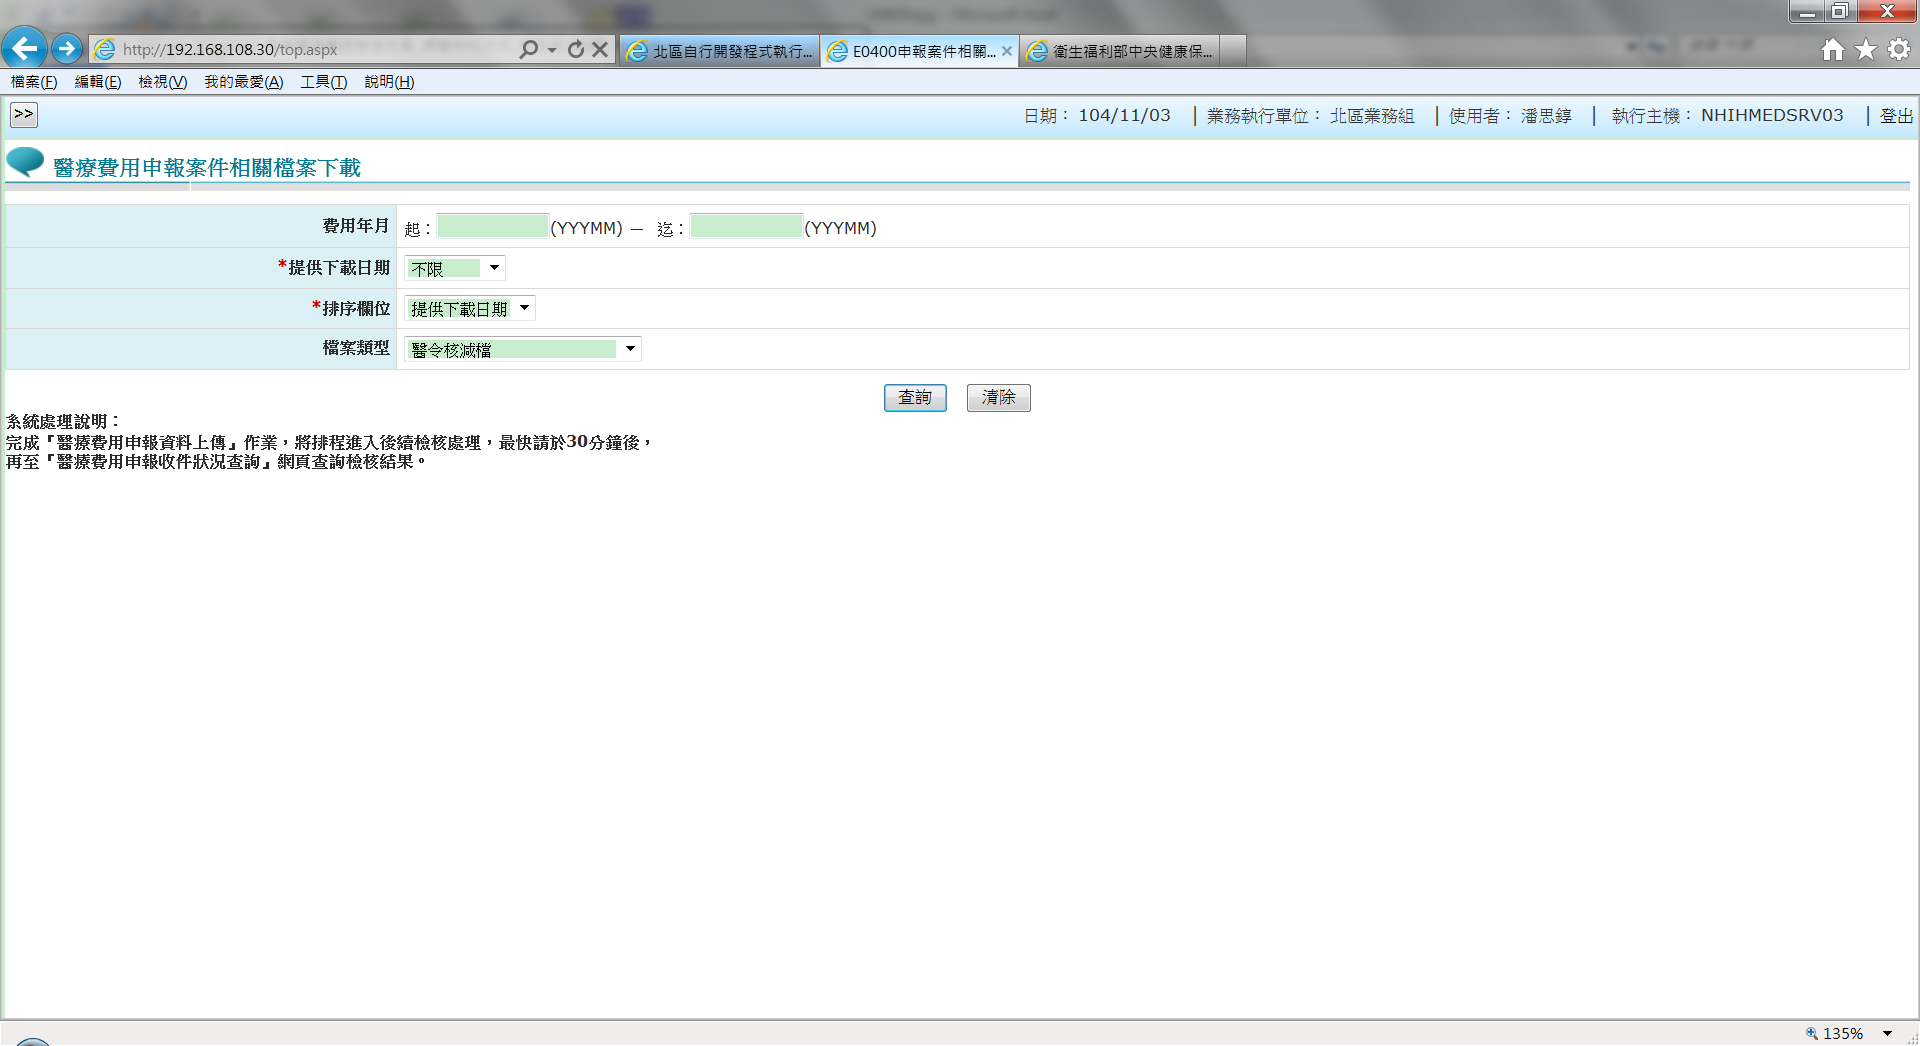 http://192.168.108.30/top.aspx
北區自行開發程式執行...
E0400申報案件相關...
衛生福利部中央健康保...
檔案(F) 編輯(E) 檢視(V) 我的最愛(A) 工具(T) 說明(H)
>>
日期： 104/11/03 | 業務執行單位： 北區業務組 | 使用者： 潘思錞 | 執行主機： NHIHMEDSRV03 | 登出
醫療費用申報案件相關檔案下載
費用年月 起：(YYYMM) － 迄：(YYYMM)
*提供下載日期 不限
*排序欄位 提供下載日期
檔案類型 醫令核減檔
查詢 清除
系統處理說明：
完成『醫療費用申報資料上傳』作業，將排程進入後續檢核處理，最快請於30分鐘後，
再至『醫療費用申報收件狀況查詢』網頁查詢檢核結果。
135%